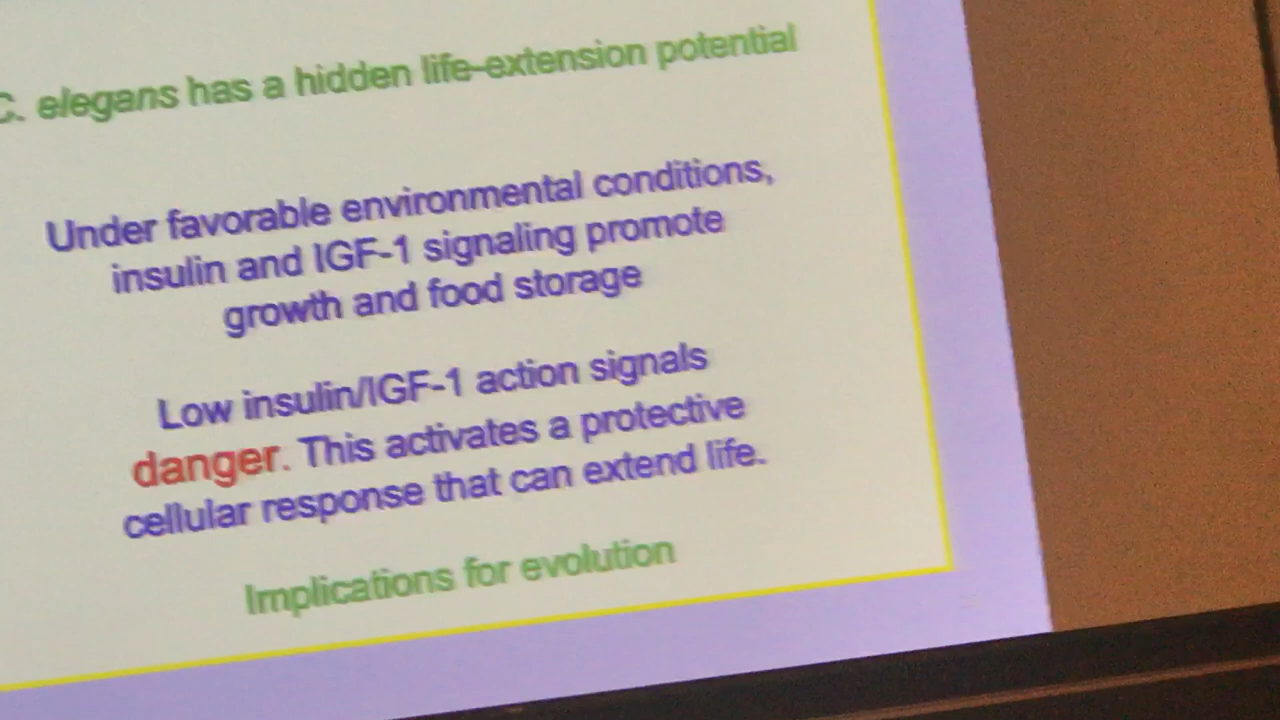 C. elegans has a hidden life-extension potential
Under favorable environmental conditions,
insulin and IGF-1 signaling promote
growth and food storage
Low insulin/IGF-1 action signals
danger. This activates a protective
cellular response that can extend life.
Implications for evolution